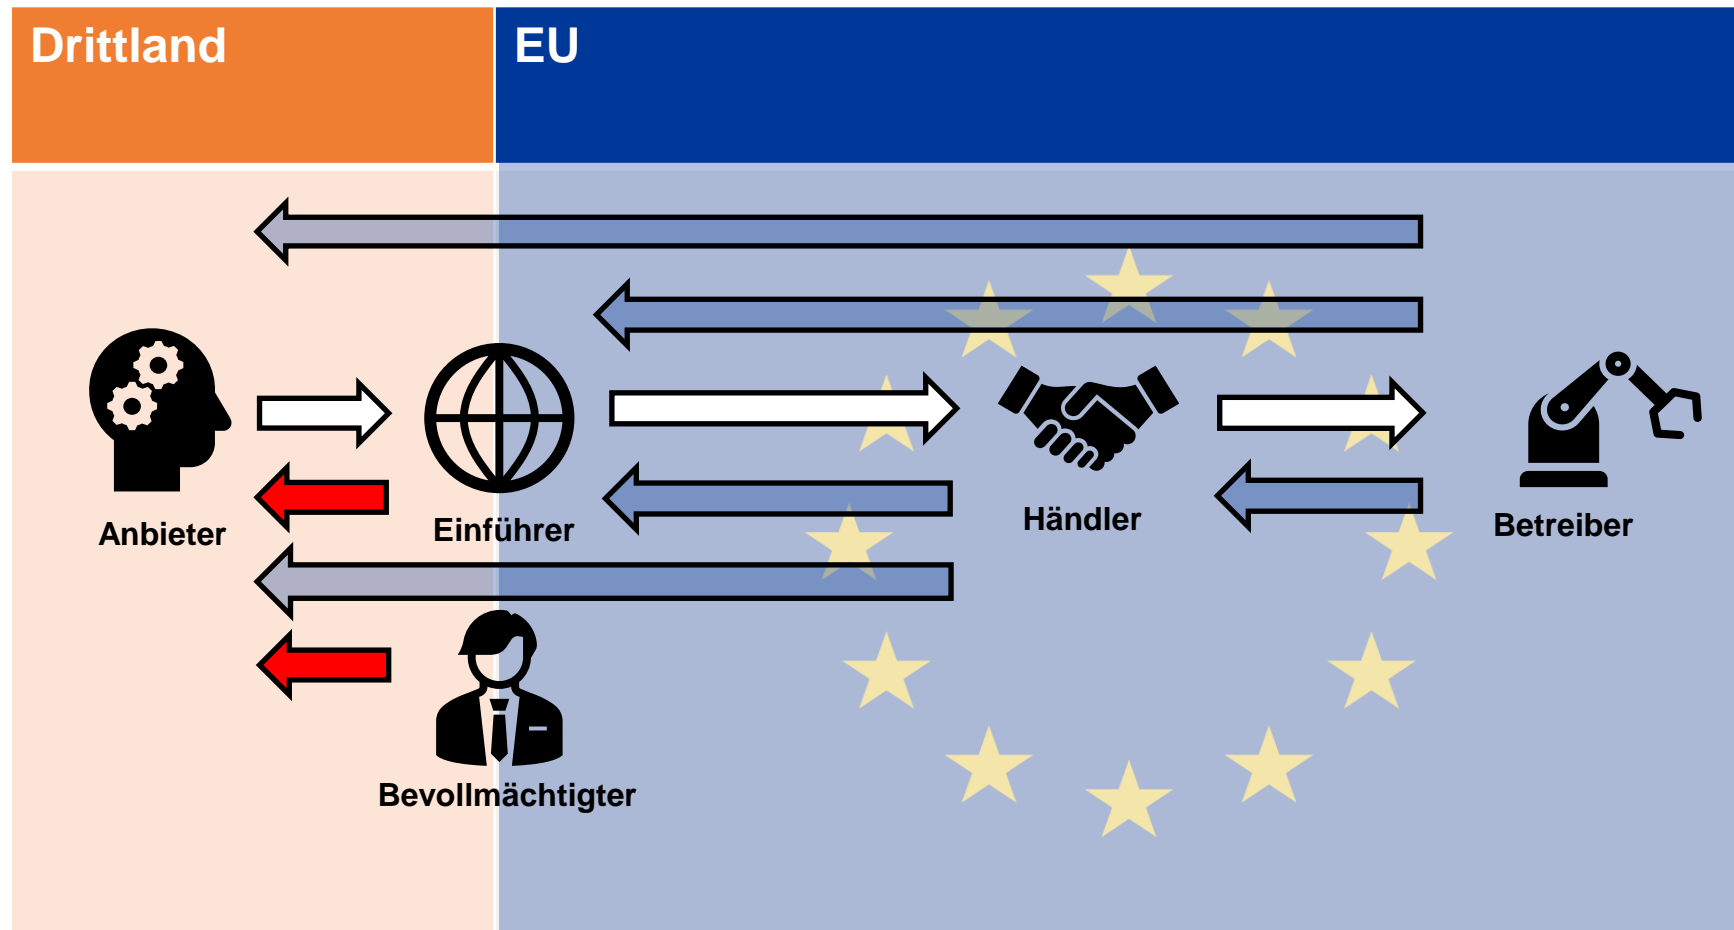 Drittland
EU
Anbieter
Einführer
Händler
Betreiber
Bevollmächtigter